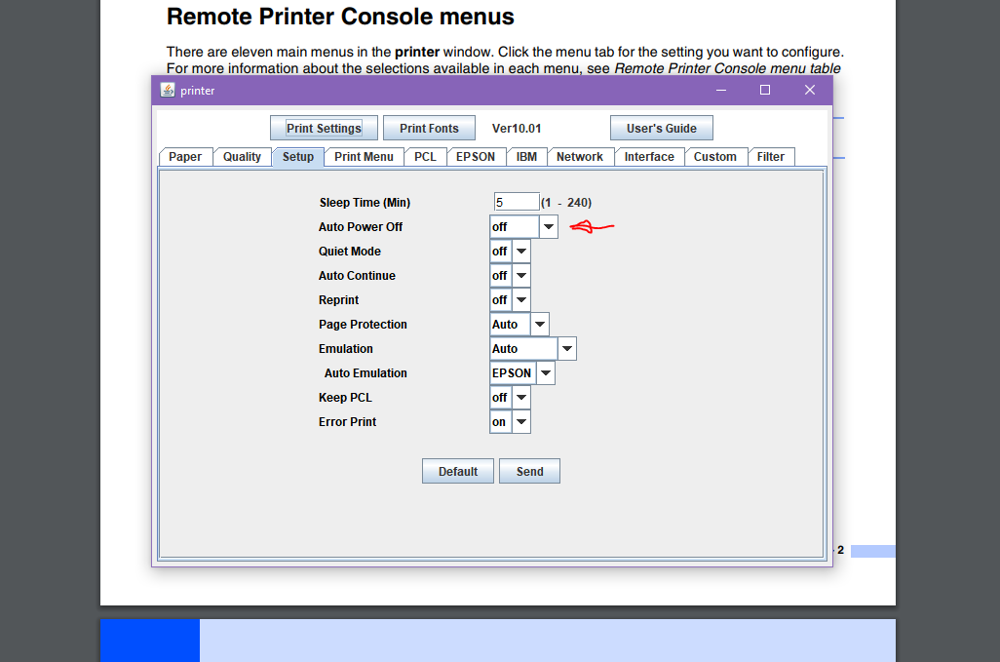 Remote Printer Console menus
There are eleven main menus in the printer window. Click the menu tab for the setting you want to configure.
For more information about the selections available in each menu, see Remote Printer Console menu table
printer
Print Settings Print Fonts Ver10.01 User's Guide
Paper Quality Setup Print Menu PCL EPSON IBM Network Interface Custom Filter
Sleep Time (Min) 5 (1 - 240)
Auto Power Off off
Quiet Mode off
Auto Continue off
Reprint off
Page Protection Auto
Emulation Auto
Auto Emulation EPSON
Keep PCL off
Error Print on
Default Send
- 2